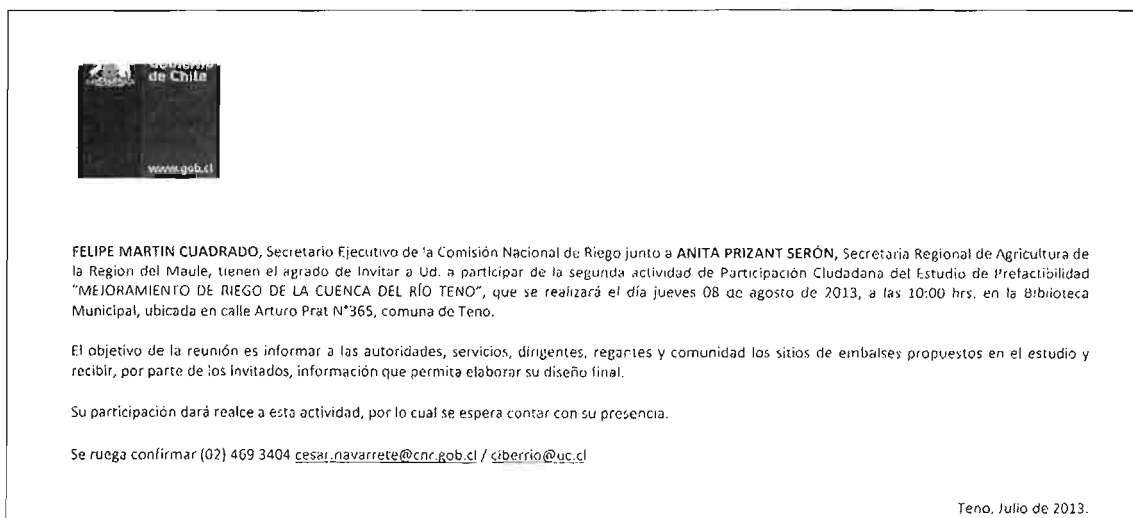 Gobierno
de Chile
www.gob.cl
FELIPE MARTIN CUADRADO, Secretario Ejecutivo de la Comisión Nacional de Riego junto a ANITA PRIZANT SERÓN, Secretaria Regional de Agricultura de
la Region del Maule, tienen el agrado de Invitar a Ud. a participar de la segunda actividad de Participación Ciudadana del Estudio de Prefactibilidad
"MEJORAMIENTO DE RIEGO DE LA CUENCA DEL RÍO TENO", que se realizará el día jueves 08 de agosto de 2013, a las 10:00 hrs. en la Biblioteca
Municipal, ubicada en calle Arturo Prat N°365, comuna de Teno.
El objetivo de la reunión es informar a las autoridades, servicios, dirigentes, regantes y comunidad los sitios de embalses propuestos en el estudio y
recibir, por parte de los invitados, información que permita elaborar su diseño final.
Su participación dará realce a esta actividad, por lo cual se espera contar con su presencia.
Se ruega confirmar (02) 469 3404 cesar.navarrete@cnr.gob.cl / ciberrio@uc.cl
Teno, Julio de 2013.